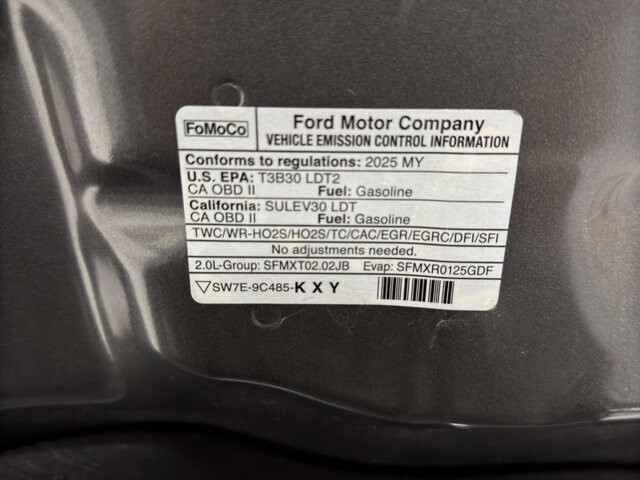 FoMoCo
Ford Motor Company
VEHICLE EMISSION CONTROL INFORMATION
Conforms to regulations: 2025 MY
U.S. EPA: T3B30 LDT2
CA OBD II Fuel: Gasoline
California: SULEV30 LDT
CA OBD II Fuel: Gasoline
TWC/WR-HO2S/HO2S/TC/CAC/EGR/EGRC/DFI/SFI
No adjustments needed.
2.0L-Group: SFMXT02.02JB Evap: SFMXR0125GDF
SW7E-9C485-K X Y